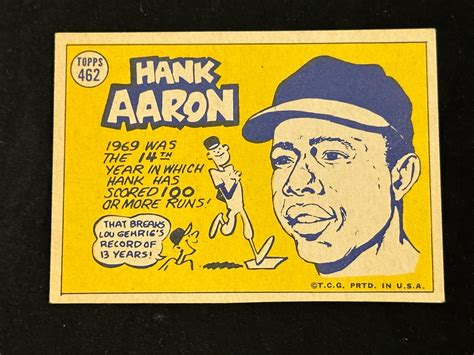 TOPPS
462
HANK
AARON
1969 WAS
THE 14TH
YEAR IN WHICH
HANK HAS
SCORED 100
OR MORE RUNS!
THAT BREAKS
LOU GEHRIG'S
RECORD OF
13 YEARS!
©T.C.G. PRTD. IN U.S.A.